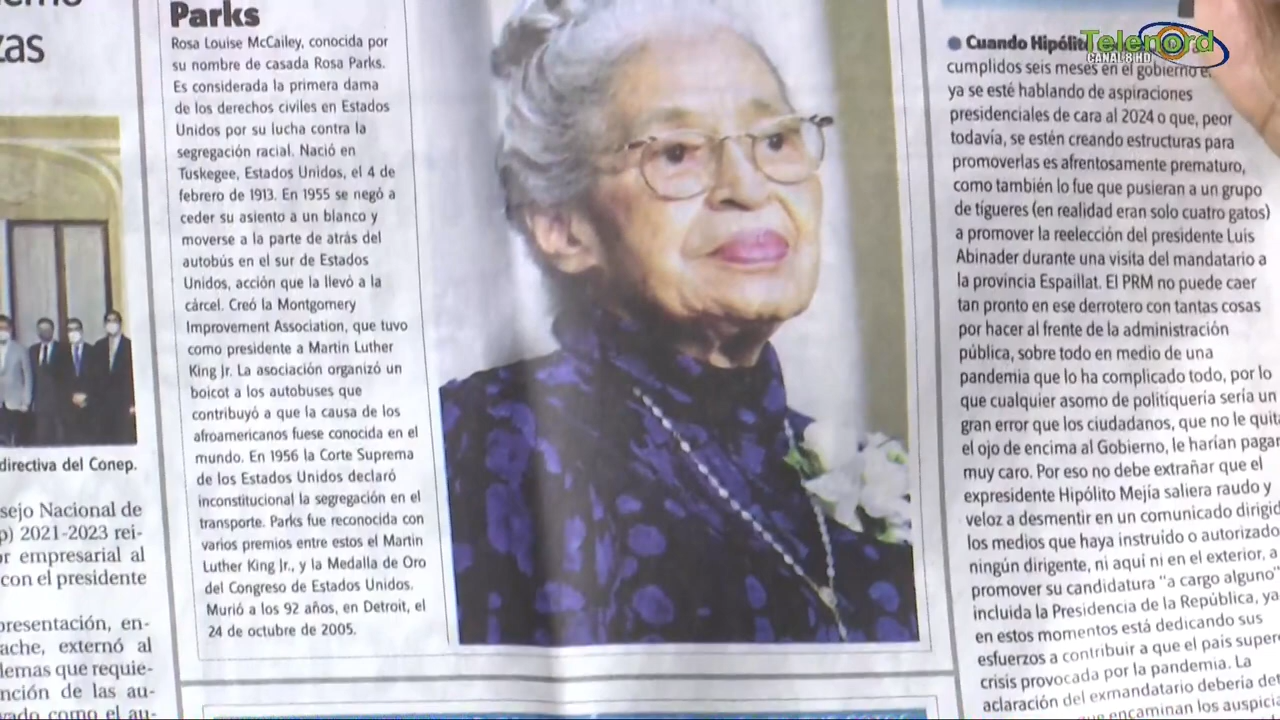 zas
directiva del Conep.
sejo Nacional de
p) 2021-2023 rei-
or empresarial al
con el presidente
presentación, en-
ache, externó al
lemas que requie-
nción de las au-
vado como el au-
Parks
Rosa Louise McCailey, conocida por
su nombre de casada Rosa Parks.
Es considerada la primera dama
de los derechos civiles en Estados
Unidos por su lucha contra la
segregación racial. Nació en
Tuskegee, Estados Unidos, el 4 de
febrero de 1913. En 1955 se negó a
ceder su asiento a un blanco y
moverse a la parte de atrás del
autobús en el sur de Estados
Unidos, acción que la llevó a la
cárcel. Creó la Montgomery
Improvement Association, que tuvo
como presidente a Martin Luther
King Jr. La asociación organizó un
boicot a los autobuses que
contribuyó a que la causa de los
afroamericanos fuese conocida en el
mundo. En 1956 la Corte Suprema
de los Estados Unidos declaró
inconstitucional la segregación en el
transporte. Parks fue reconocida con
varios premios entre estos el Martin
Luther King Jr., y la Medalla de Oro
del Congreso de Estados Unidos.
Murió a los 92 años, en Detroit, el
24 de octubre de 2005.
Telenord
CANAL 8 HD
Cuando Hipólito
cumplidos seis meses en el gobierno
ya se esté hablando de aspiraciones
presidenciales de cara al 2024 o que, peor
todavía, se estén creando estructuras para
promoverlas es afrentosamente prematuro,
como también lo fue que pusieran a un grupo
de tígueres (en realidad eran solo cuatro gatos)
a promover la reelección del presidente Luis
Abinader durante una visita del mandatario a
la provincia Espaillat. El PRM no puede caer
tan pronto en ese derrotero con tantas cosas
por hacer al frente de la administración
pública, sobre todo en medio de una
pandemia que lo ha complicado todo, por lo
que cualquier asomo de politiquería sería un
gran error que los ciudadanos, que no le quit
el ojo de encima al Gobierno, le harían pagar
muy caro. Por eso no debe extrañar que el
expresidente Hipólito Mejía saliera raudo y
veloz a desmentir en un comunicado dirigid
los medios que haya instruido o autorizado
ningún dirigente, ni aquí ni en el exterior, a
promover su candidatura "a cargo alguno"
incluida la Presidencia de la República, ya
en estos momentos está dedicando sus
esfuerzos a contribuir a que el país super
crisis provocada por la pandemia. La
aclaración del exmandatario debería de
que encaminan los auspici